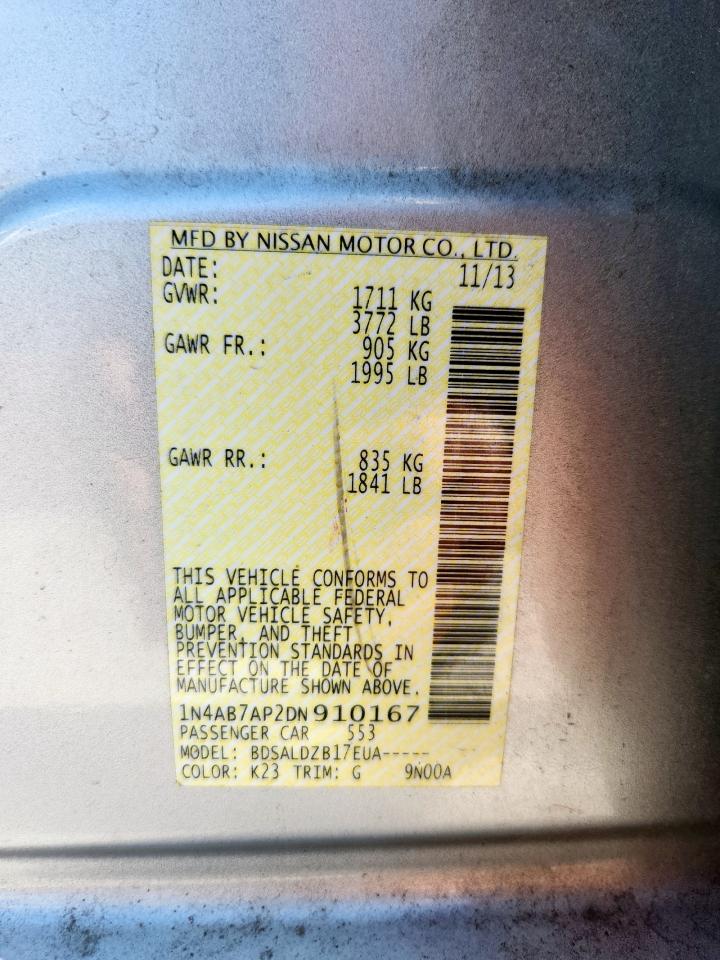 MFD BY NISSAN MOTOR CO., LTD.
DATE: 11/13
GVWR: 1711 KG
3772 LB
GAWR FR.: 905 KG
1995 LB
GAWR RR.: 835 KG
1841 LB
THIS VEHICLE CONFORMS TO
ALL APPLICABLE FEDERAL
MOTOR VEHICLE SAFETY,
BUMPER, AND THEFT
PREVENTION STANDARDS IN
EFFECT ON THE DATE OF
MANUFACTURE SHOWN ABOVE.
1N4AB7AP2DN910167
PASSENGER CAR 553
MODEL: BDSALDZB17EUA-----
COLOR: K23 TRIM: G 9N00A